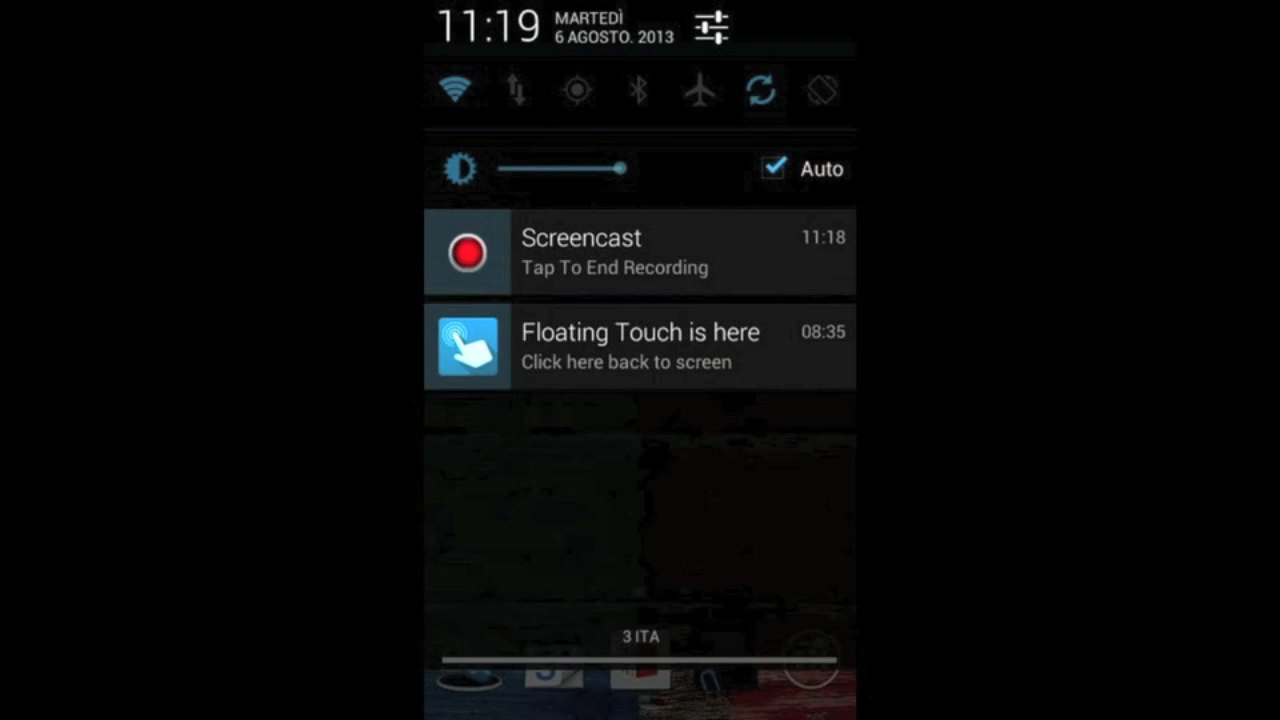 11:19
MARTEDÌ
6 AGOSTO. 2013
Auto
Screencast
11:18
Tap To End Recording
Floating Touch is here
08:35
Click here back to screen
3 ITA